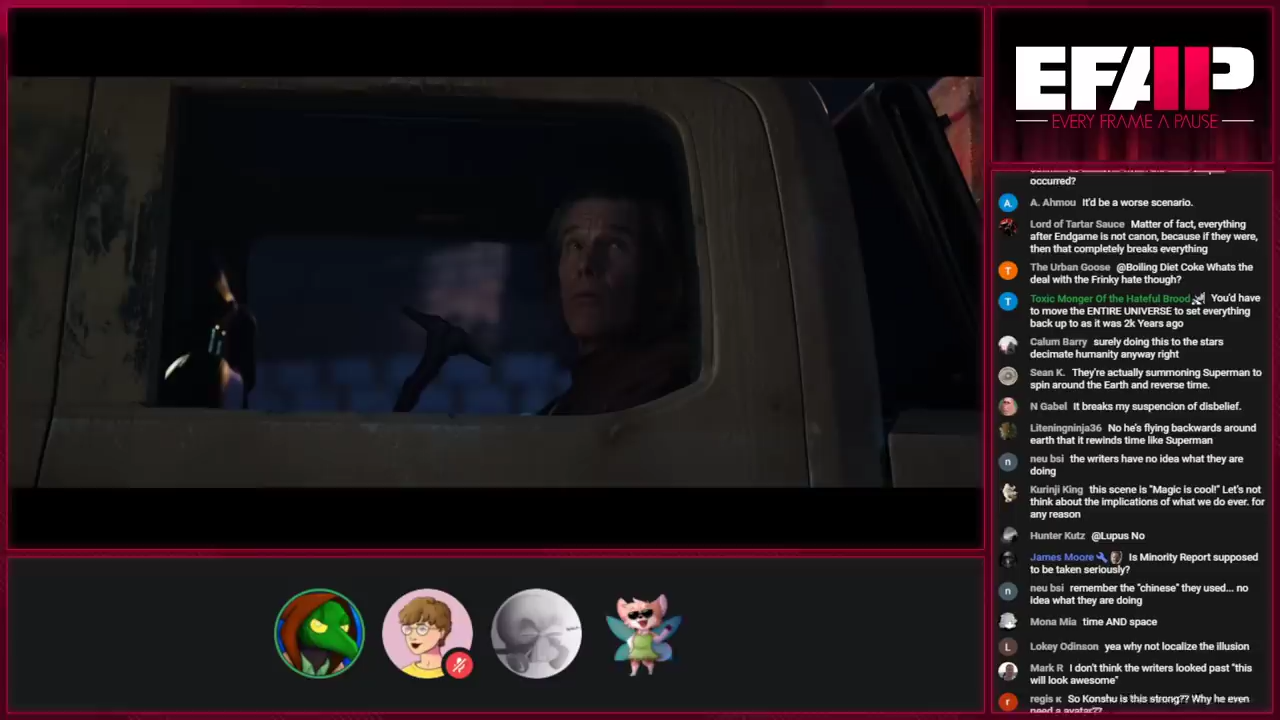 EFAP
EVERY FRAME A PAUSE
occurred?
A. Ahmou It'd be a worse scenario.
Lord of Tartar Sauce Matter of fact, everything
after Endgame is not canon, because if they were,
then that completely breaks everything
The Urban Goose @Boiling Diet Coke Whats the
deal with the Frinky hate though?
Toxic Monger Of the Hateful Brood You'd have
to move the ENTIRE UNIVERSE to set everything
back up to as it was 2k Years ago
Calum Barry surely doing this to the stars
decimate humanity anyway right
Sean K. They're actually summoning Superman to
spin around the Earth and reverse time.
N Gabel It breaks my suspencion of disbelief.
Liteningninja36 No he's flying backwards around
earth that it rewinds time like Superman
neu bsi the writers have no idea what they are
doing
Kurinji King this scene is "Magic is cool!" Let's not
think about the implications of what we do ever. for
any reason
Hunter Kutz @Lupus No
James Moore Is Minority Report supposed
to be taken seriously?
neu bsi remember the "chinese" they used... no
idea what they are doing
Mona Mia time AND space
Lokey Odinson yea why not localize the illusion
Mark R I don't think the writers looked past "this
will look awesome"
regis k So Konshu is this strong?? Why he even
need a avatar??